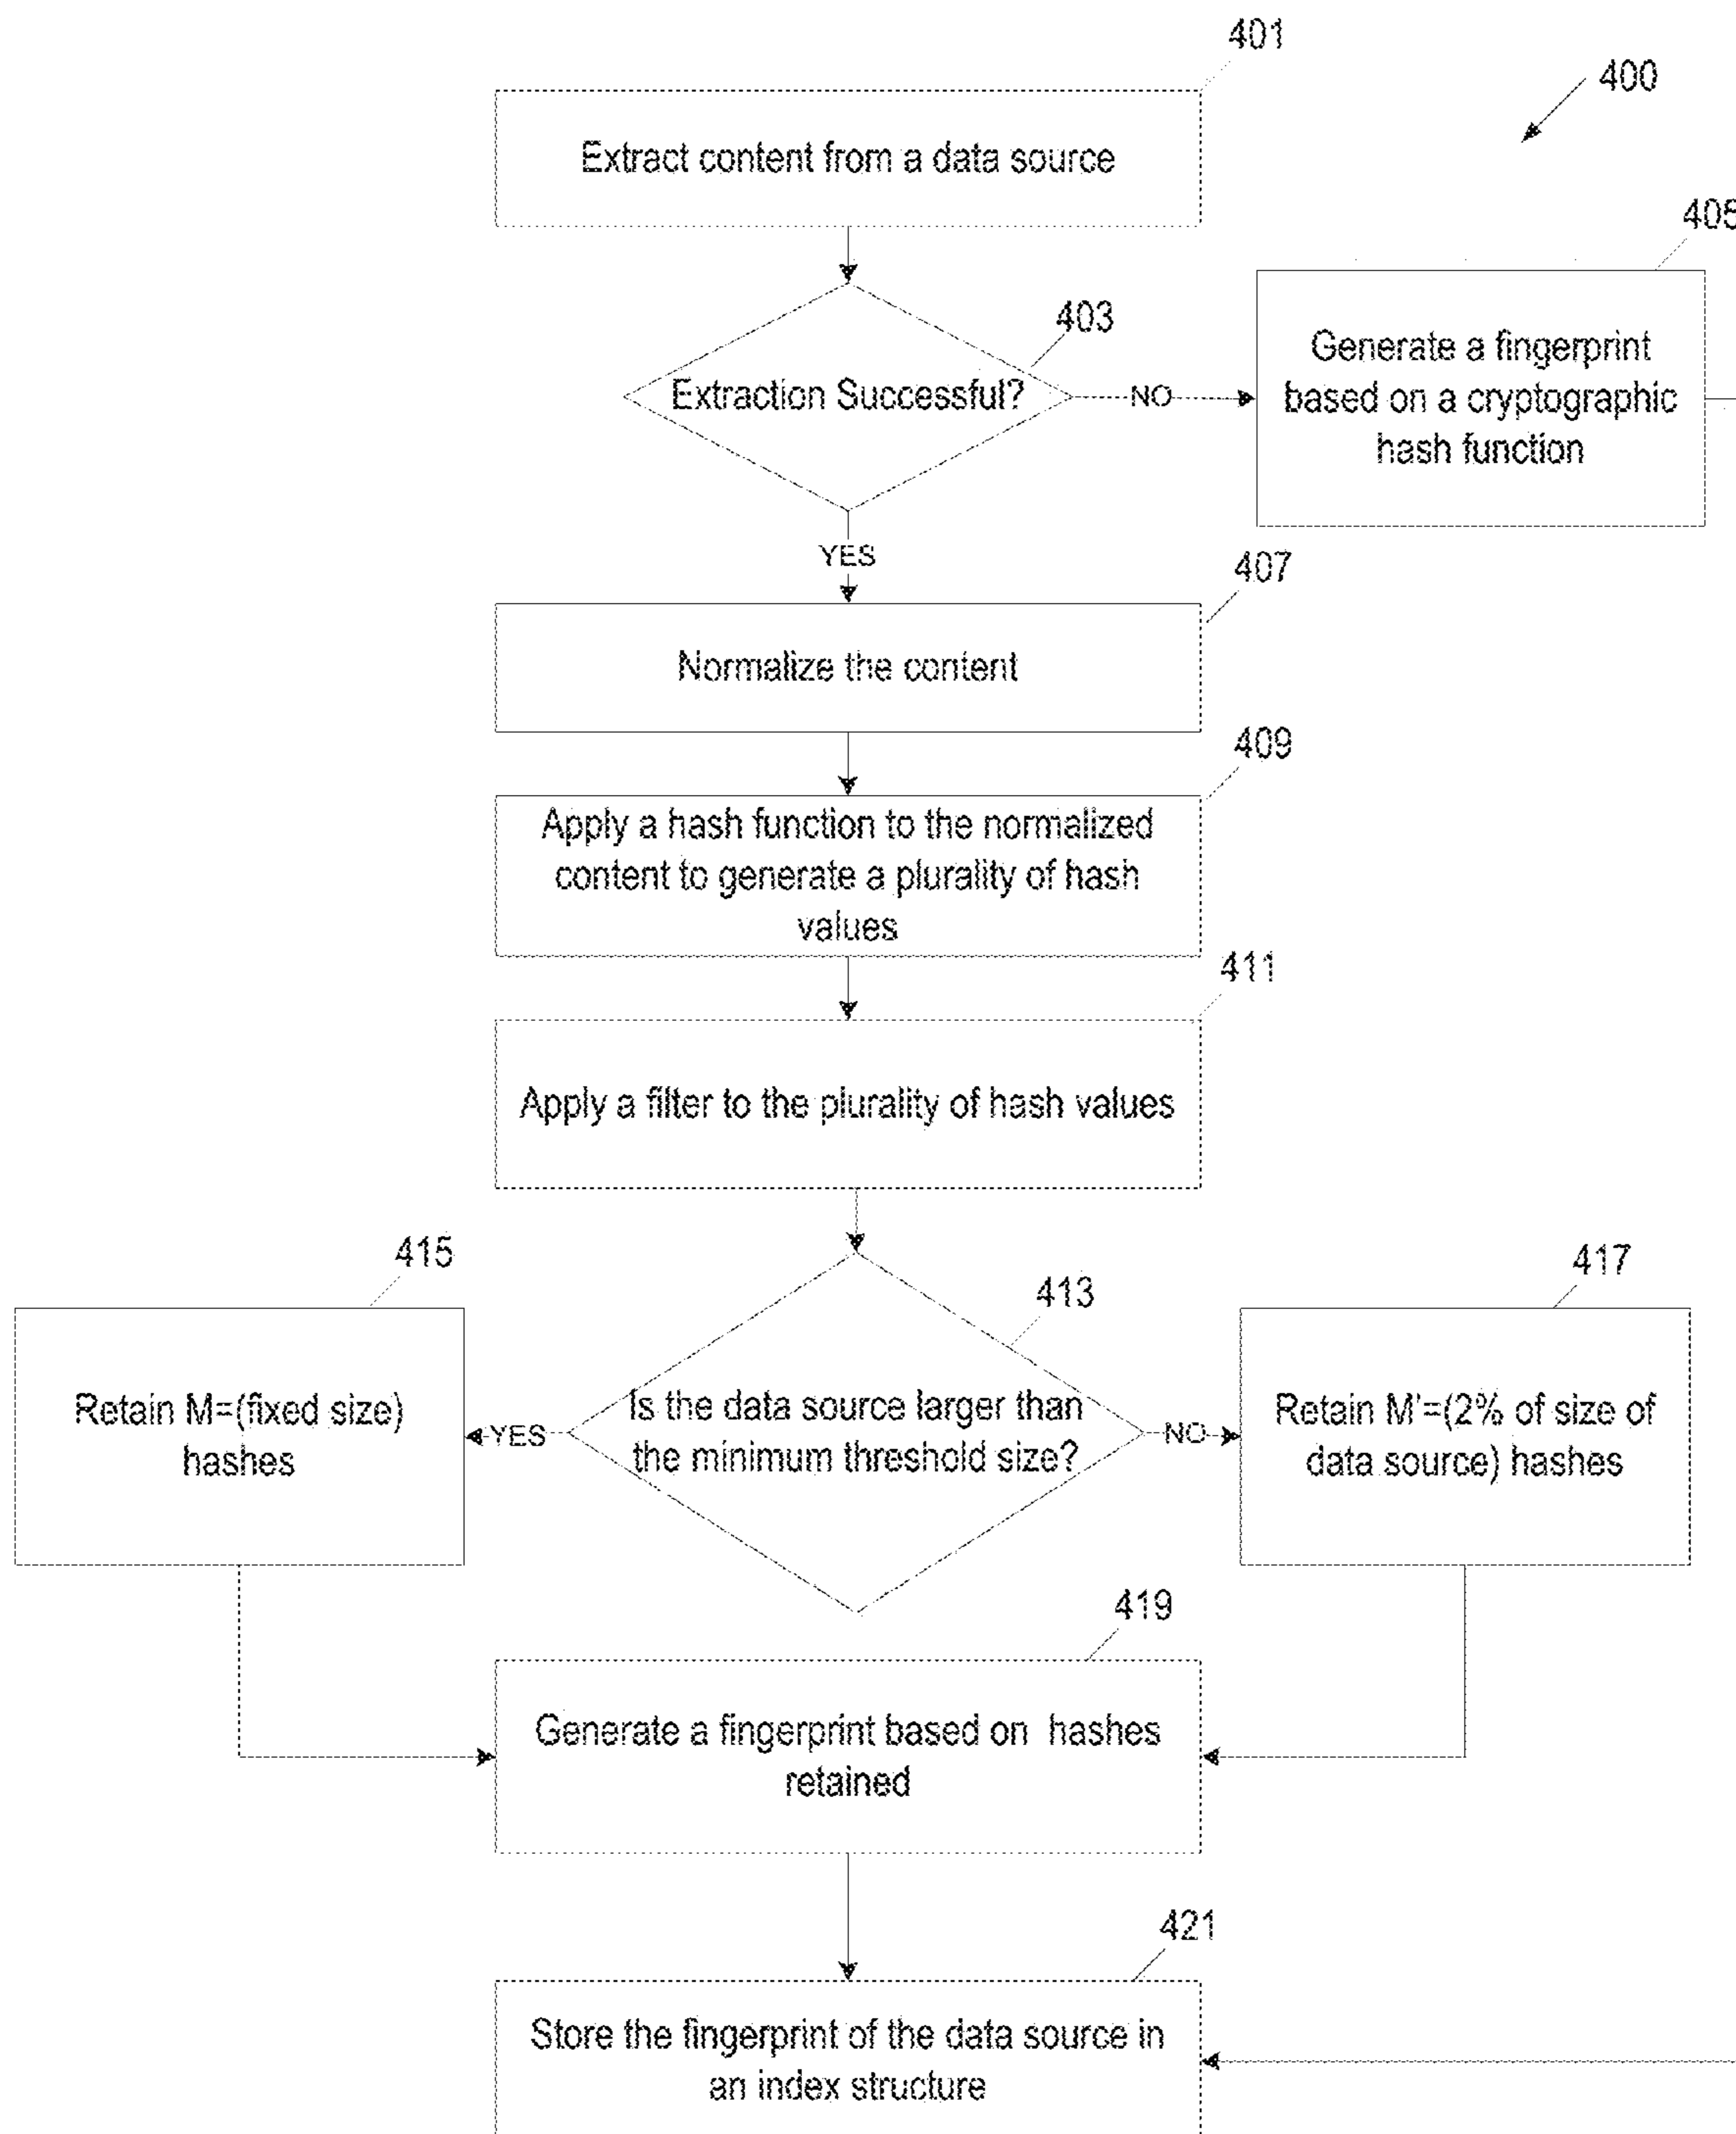 401
400
Extract content from a data source
405
403
Extraction Successful?
NO
Generate a fingerprint
based on a cryptographic
hash function
YES
407
Normalize the content
409
Apply a hash function to the normalized
content to generate a plurality of hash
values
411
Apply a filter to the plurality of hash values
415
413
417
Retain M=(fixed size)
hashes
YES
Is the data source larger than
the minimum threshold size?
NO
Retain M'=(2% of size of
data source) hashes
419
Generate a fingerprint based on hashes
retained
421
Store the fingerprint of the data source in
an index structure